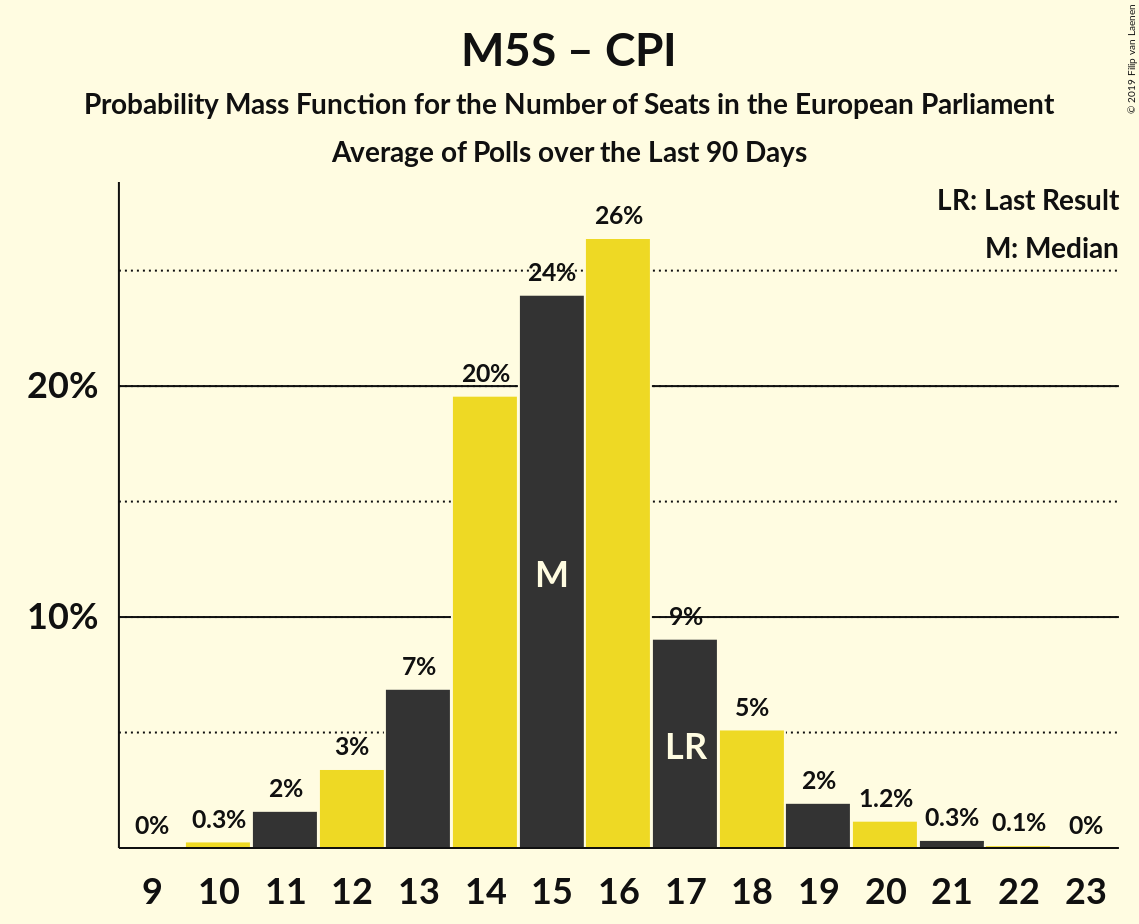 M5S – CPI
Probability Mass Function for the Number of Seats in the European Parliament
Average of Polls over the Last 90 Days
© 2019 Filip van Laenen
LR: Last Result
M: Median
26%
24%
20%
20%
M
10%
9%
7%
LR
5%
3%
2%
2%
1.2%
0%
0.3%
0.3%
0.1%
0%
9 10 11 12 13 14 15 16 17 18 19 20 21 22 23